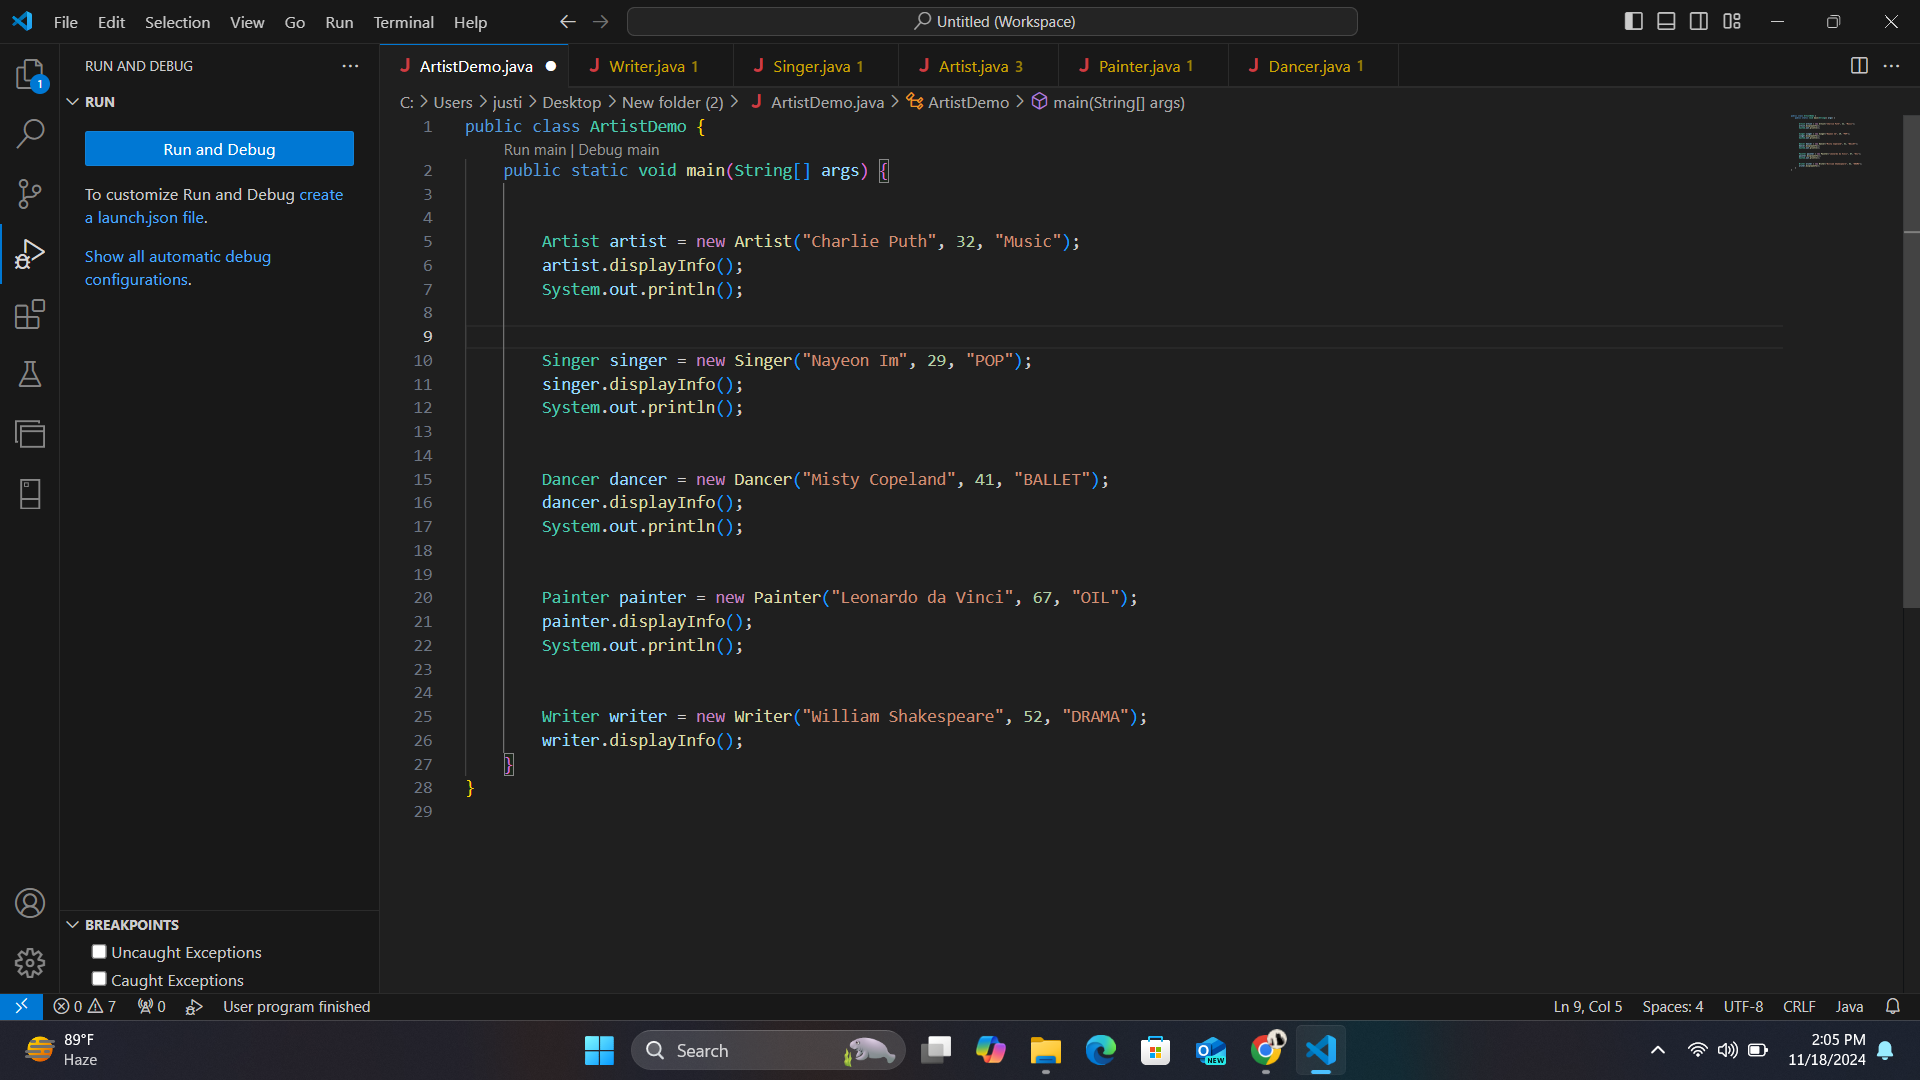 File Edit Selection View Go Run Terminal Help Untitled (Workspace)
RUN AND DEBUG
RUN
Run and Debug
To customize Run and Debug create
a launch.json file.
Show all automatic debug
configurations.
1
ArtistDemo.java Writer.java 1 Singer.java 1 Artist.java 3 Painter.java 1 Dancer.java 1
C: > Users > justi > Desktop > New folder (2) > ArtistDemo.java > ArtistDemo > main(String[] args)
1 public class ArtistDemo {
Run main | Debug main
2 public static void main(String[] args) {
3
4
5 Artist artist = new Artist("Charlie Puth", 32, "Music");
6 artist.displayInfo();
7 System.out.println();
8
9
10 Singer singer = new Singer("Nayeon Im", 29, "POP");
11 singer.displayInfo();
12 System.out.println();
13
14
15 Dancer dancer = new Dancer("Misty Copeland", 41, "BALLET");
16 dancer.displayInfo();
17 System.out.println();
18
19
20 Painter painter = new Painter("Leonardo da Vinci", 67, "OIL");
21 painter.displayInfo();
22 System.out.println();
23
24
25 Writer writer = new Writer("William Shakespeare", 52, "DRAMA");
26 writer.displayInfo();
27 }
28 }
29
BREAKPOINTS
Uncaught Exceptions
Caught Exceptions
0 7 0 User program finished Ln 9, Col 5 Spaces: 4 UTF-8 CRLF Java
89°F
Haze
Search
NEW
2:05 PM
11/18/2024